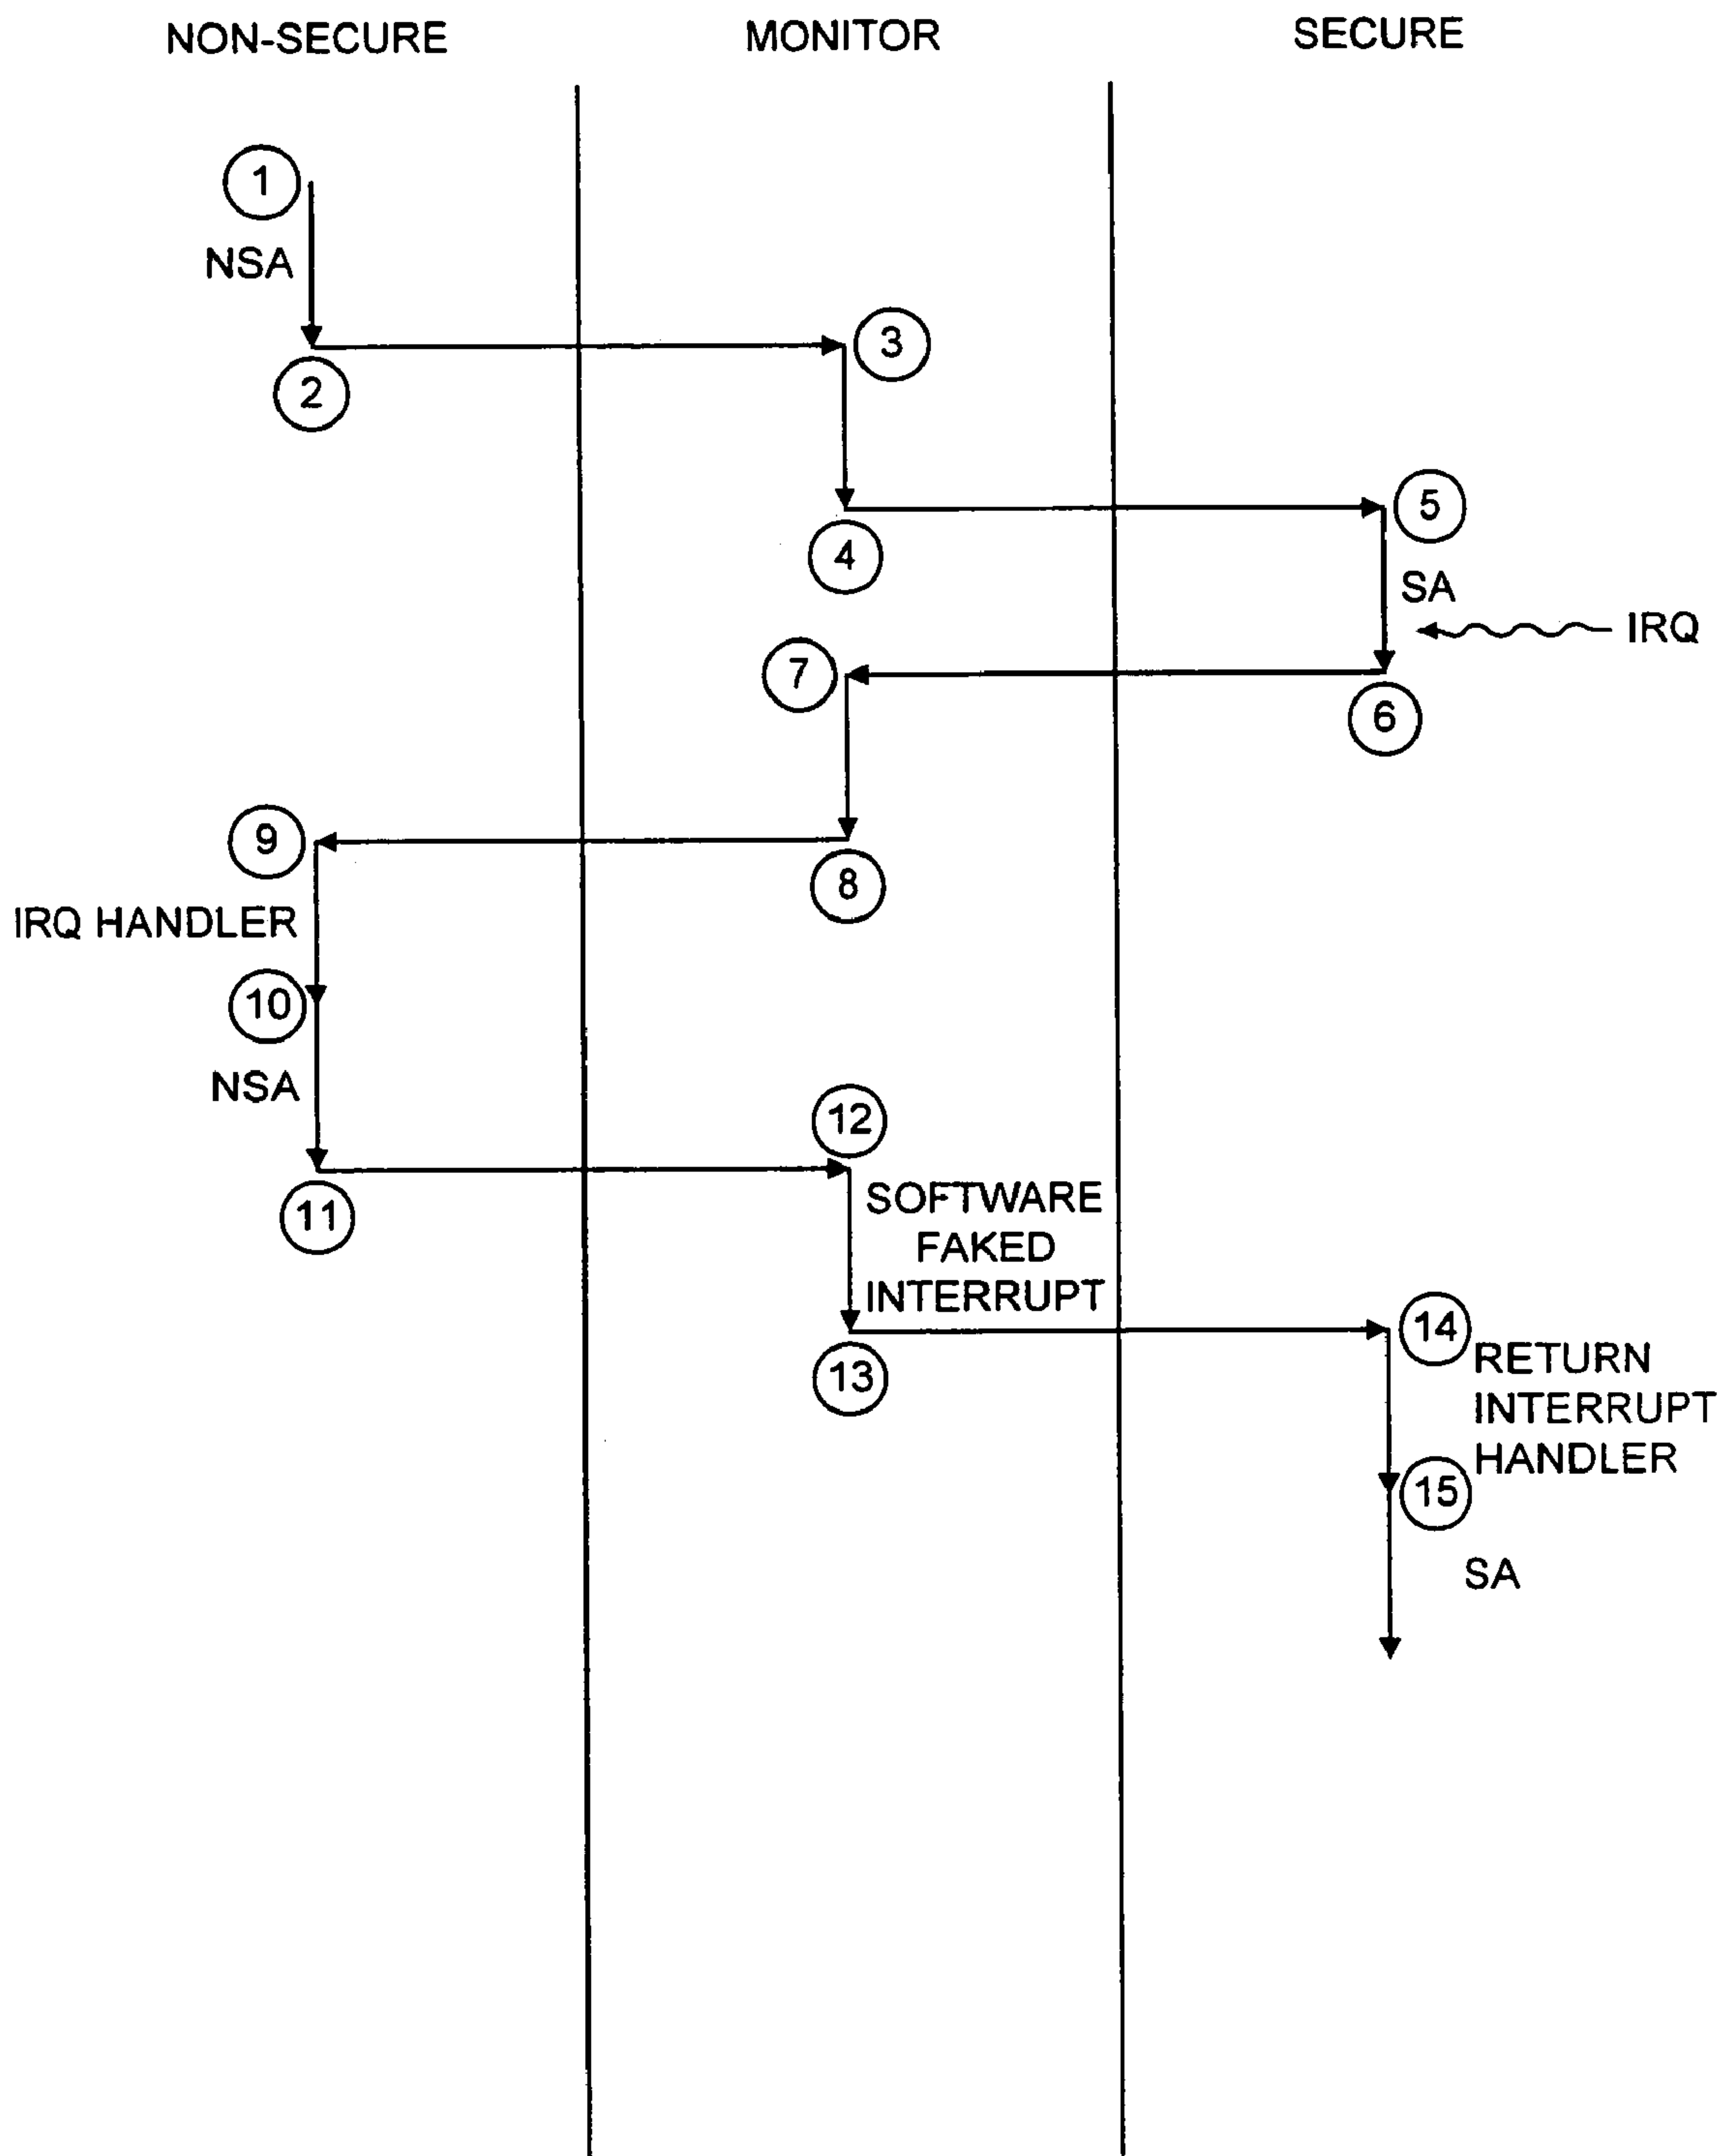 NON-SECURE MONITOR SECURE
1
NSA
2
3
4
5
SA
IRQ
6
7
8
9
IRQ HANDLER
10
NSA
11
12
SOFTWARE
FAKED
INTERRUPT
13
14
RETURN
INTERRUPT
HANDLER
15
SA